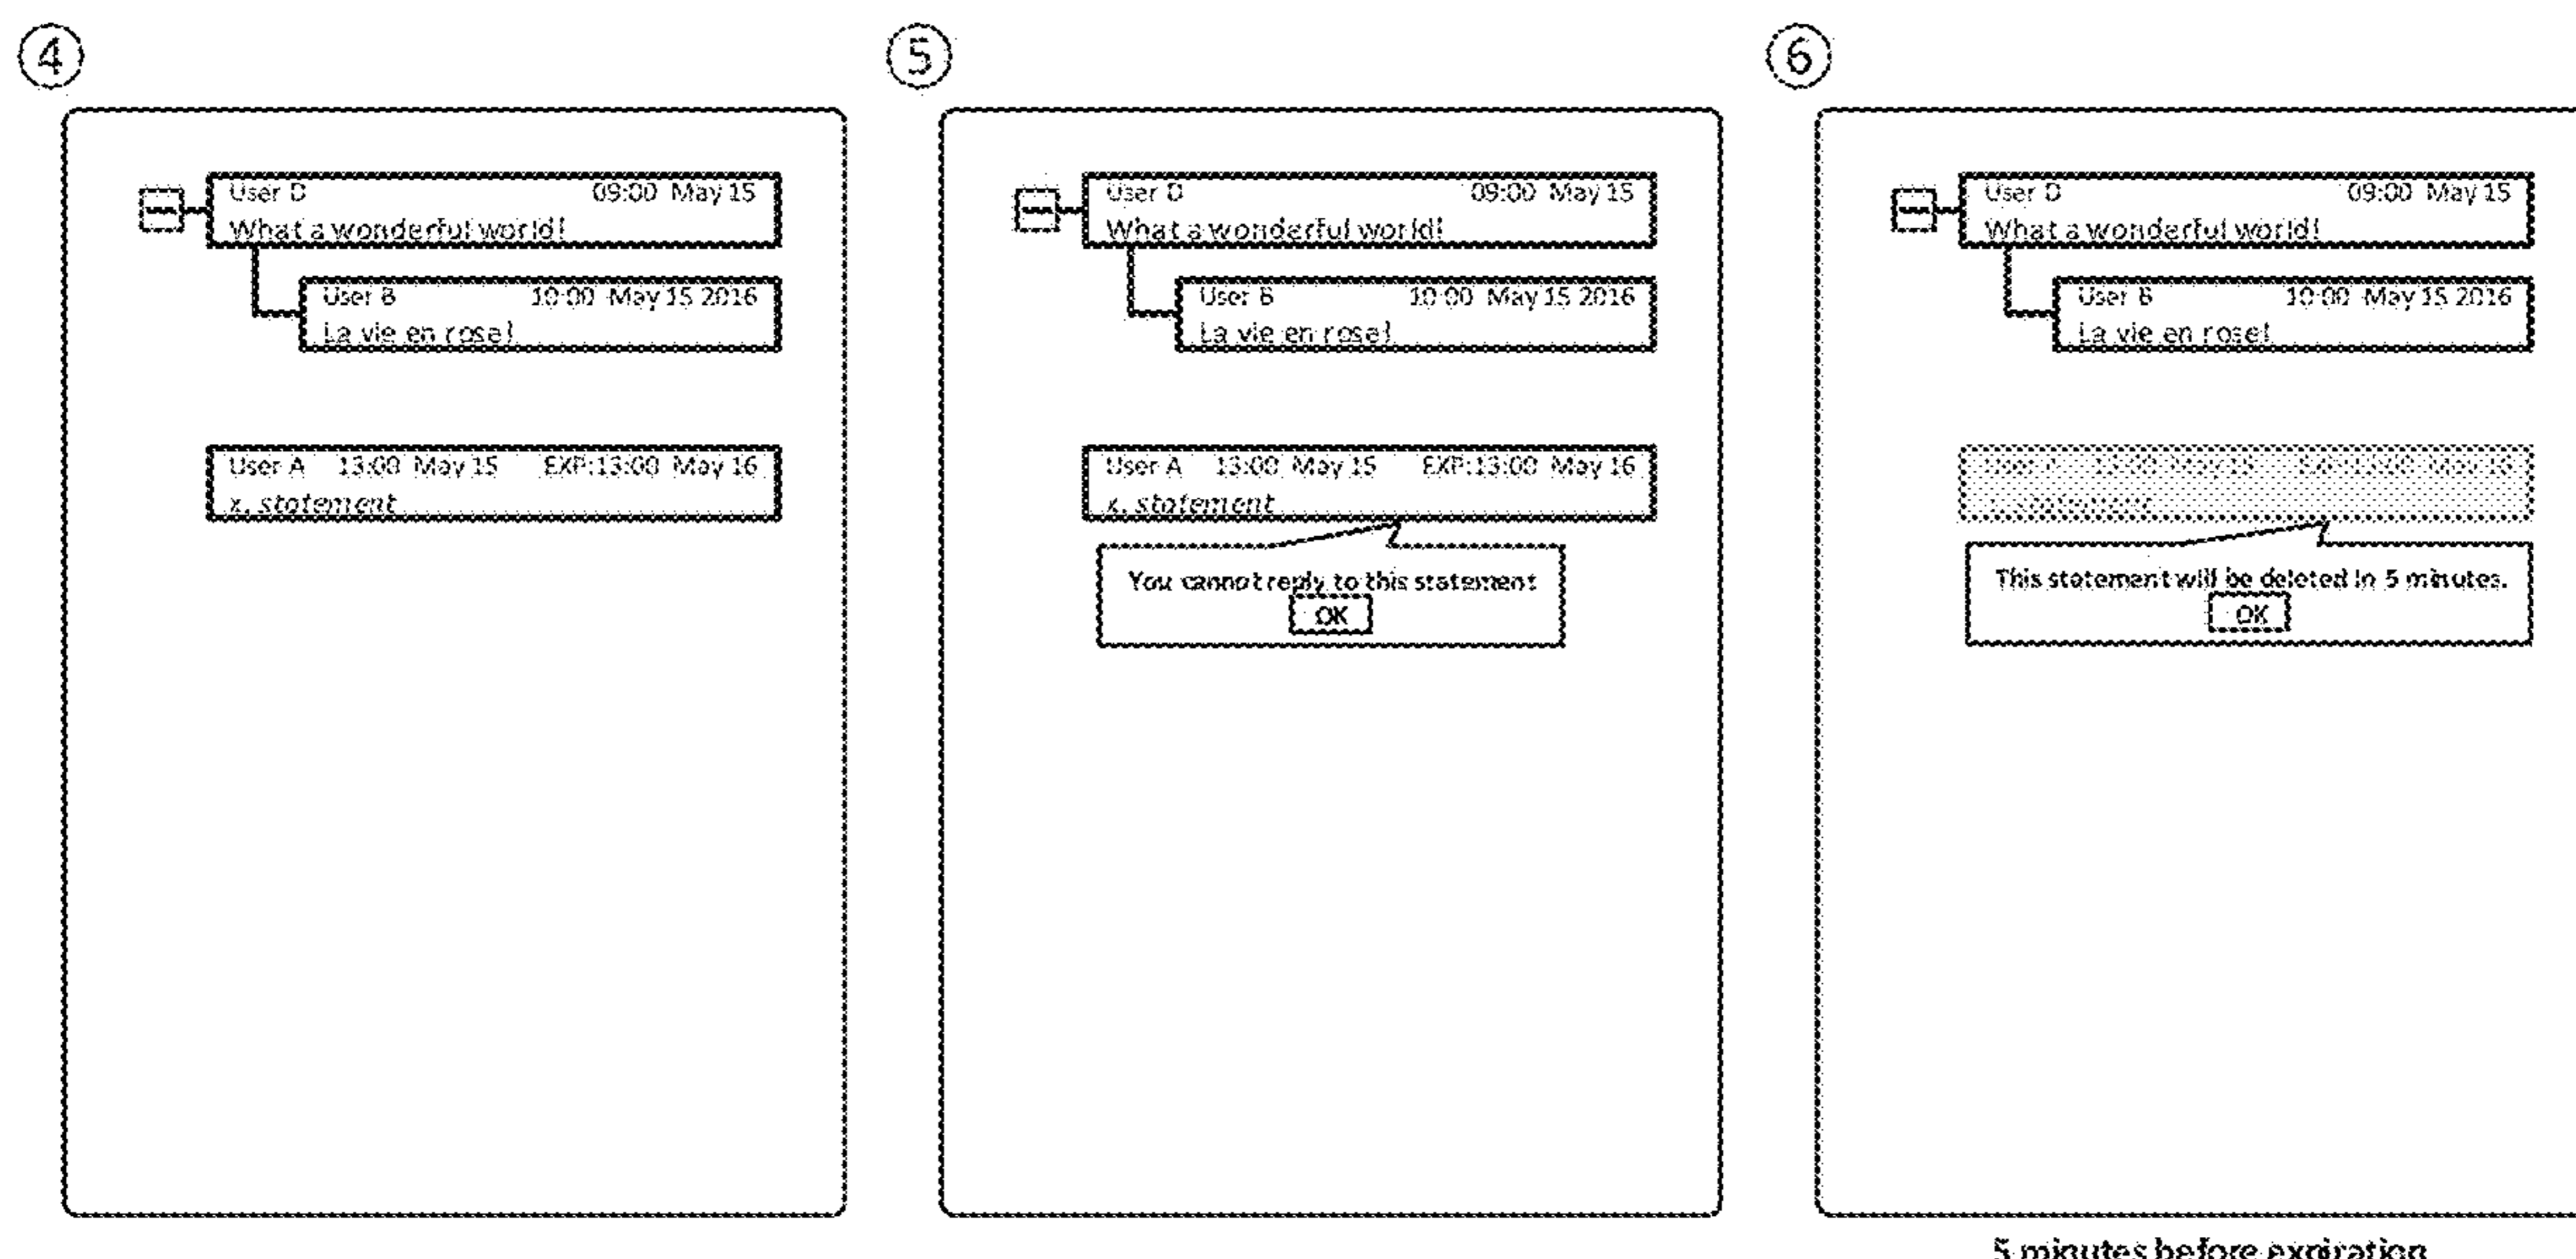 4
User D 09:00 May 15
What a wonderful world!
User B 10:00 May 15 2016
La vie en rose!
User A 13:00 May 15 EXP:13:00 May 16
x. statement
5
User D 09:00 May 15
What a wonderful world!
User B 10:00 May 15 2016
La vie en rose!
User A 13:00 May 15 EXP:13:00 May 16
x. statement
You cannot reply to this statement
OK
6
User D 09:00 May 15
What a wonderful world!
User B 10:00 May 15 2016
La vie en rose!
This statement will be deleted in 5 minutes.
OK
5 minutes before expiration